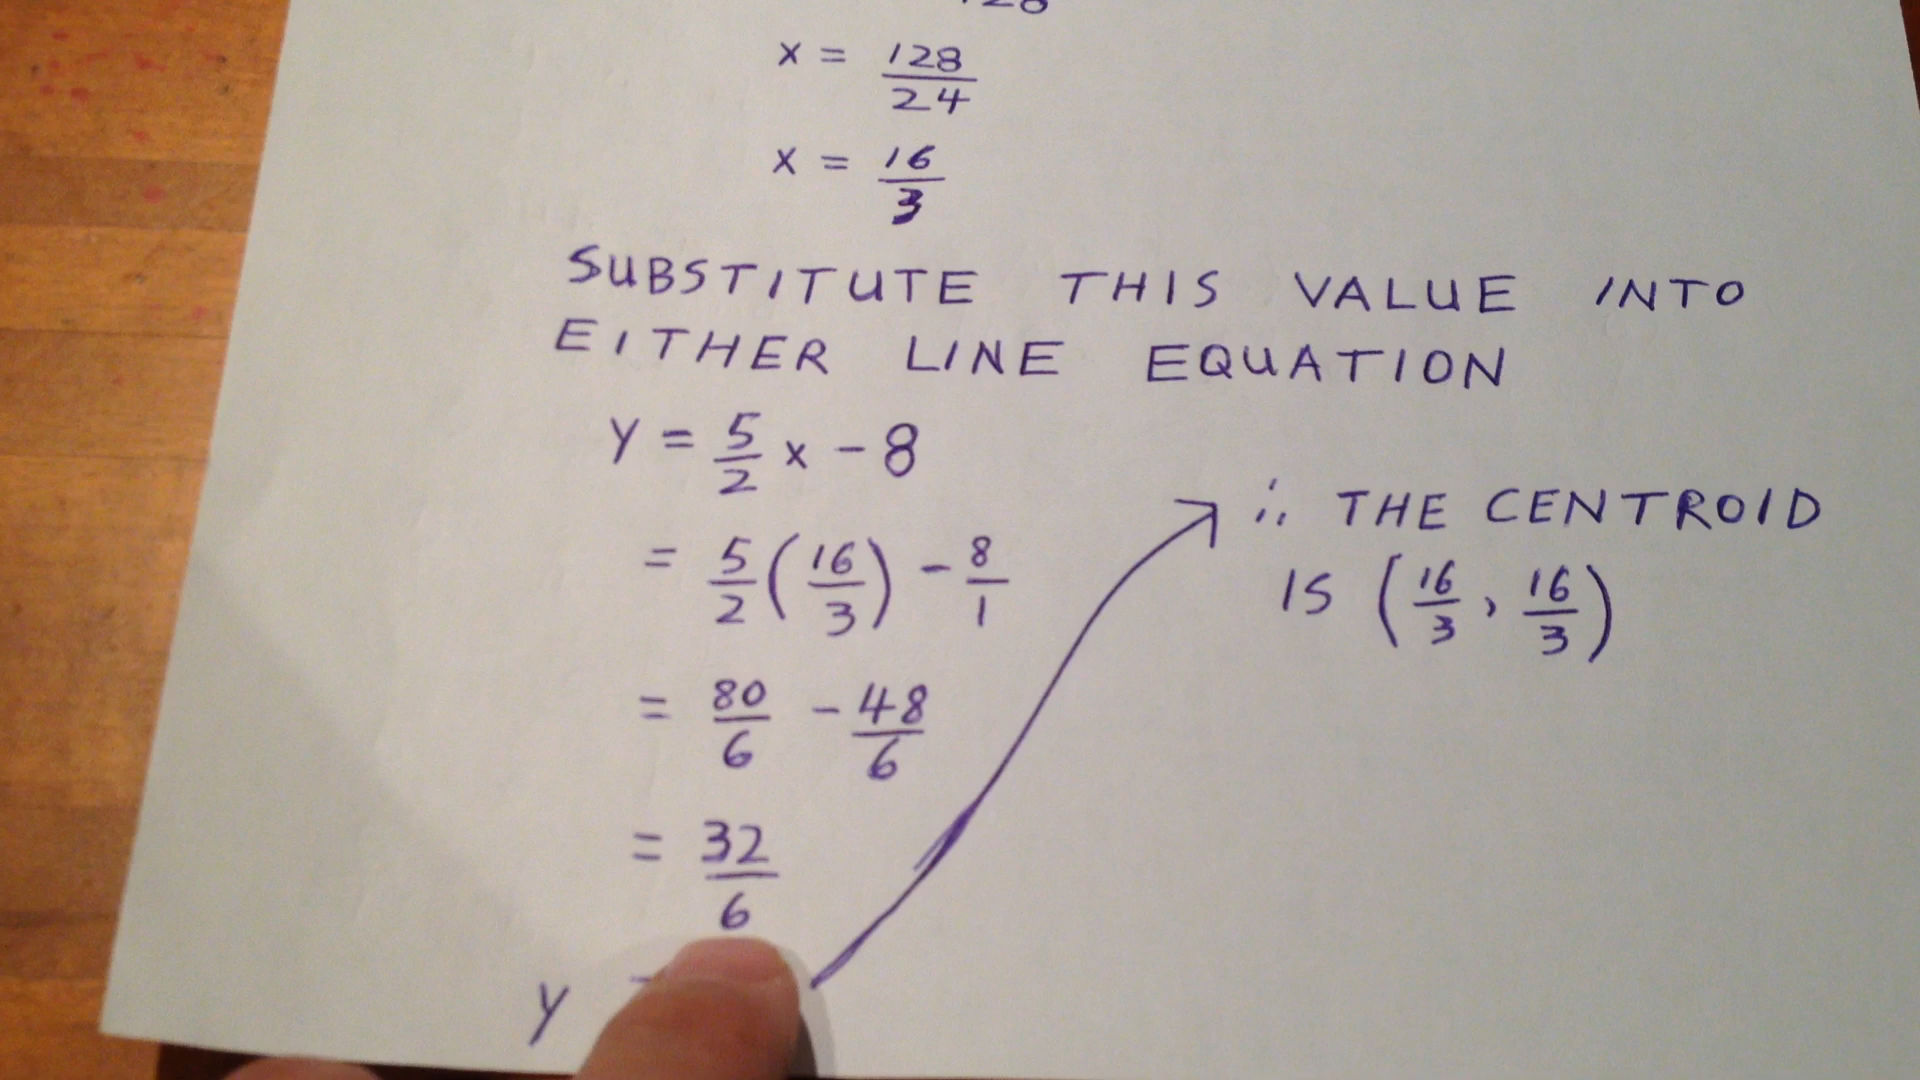 x = 128/24
x = 16/3
SUBSTITUTE THIS VALUE INTO
EITHER LINE EQUATION
y = 5/2 x - 8
= 5/2 (16/3) - 8/1
= 80/6 - 48/6
= 32/6
y
∴ THE CENTROID
IS (16/3, 16/3)